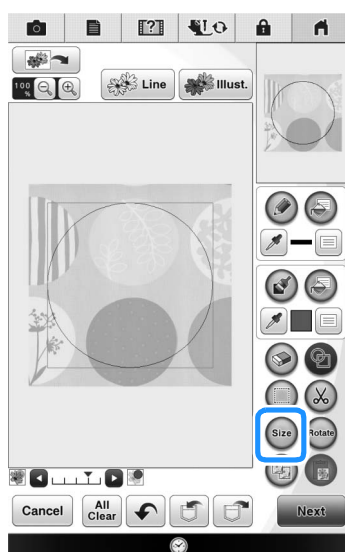 ?
100
%
Line
Illust.
Size
Rotate
Cancel
All
Clear
Next